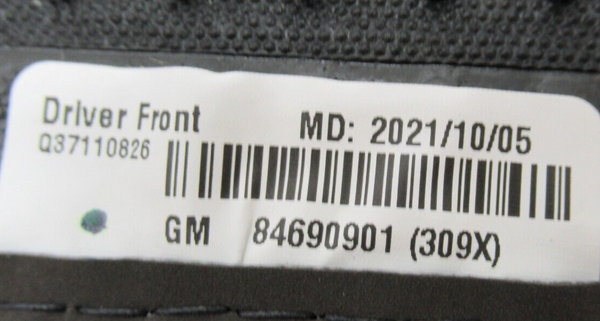 Driver Front MD: 2021/10/05
Q37110826
GM 84690901 (309X)